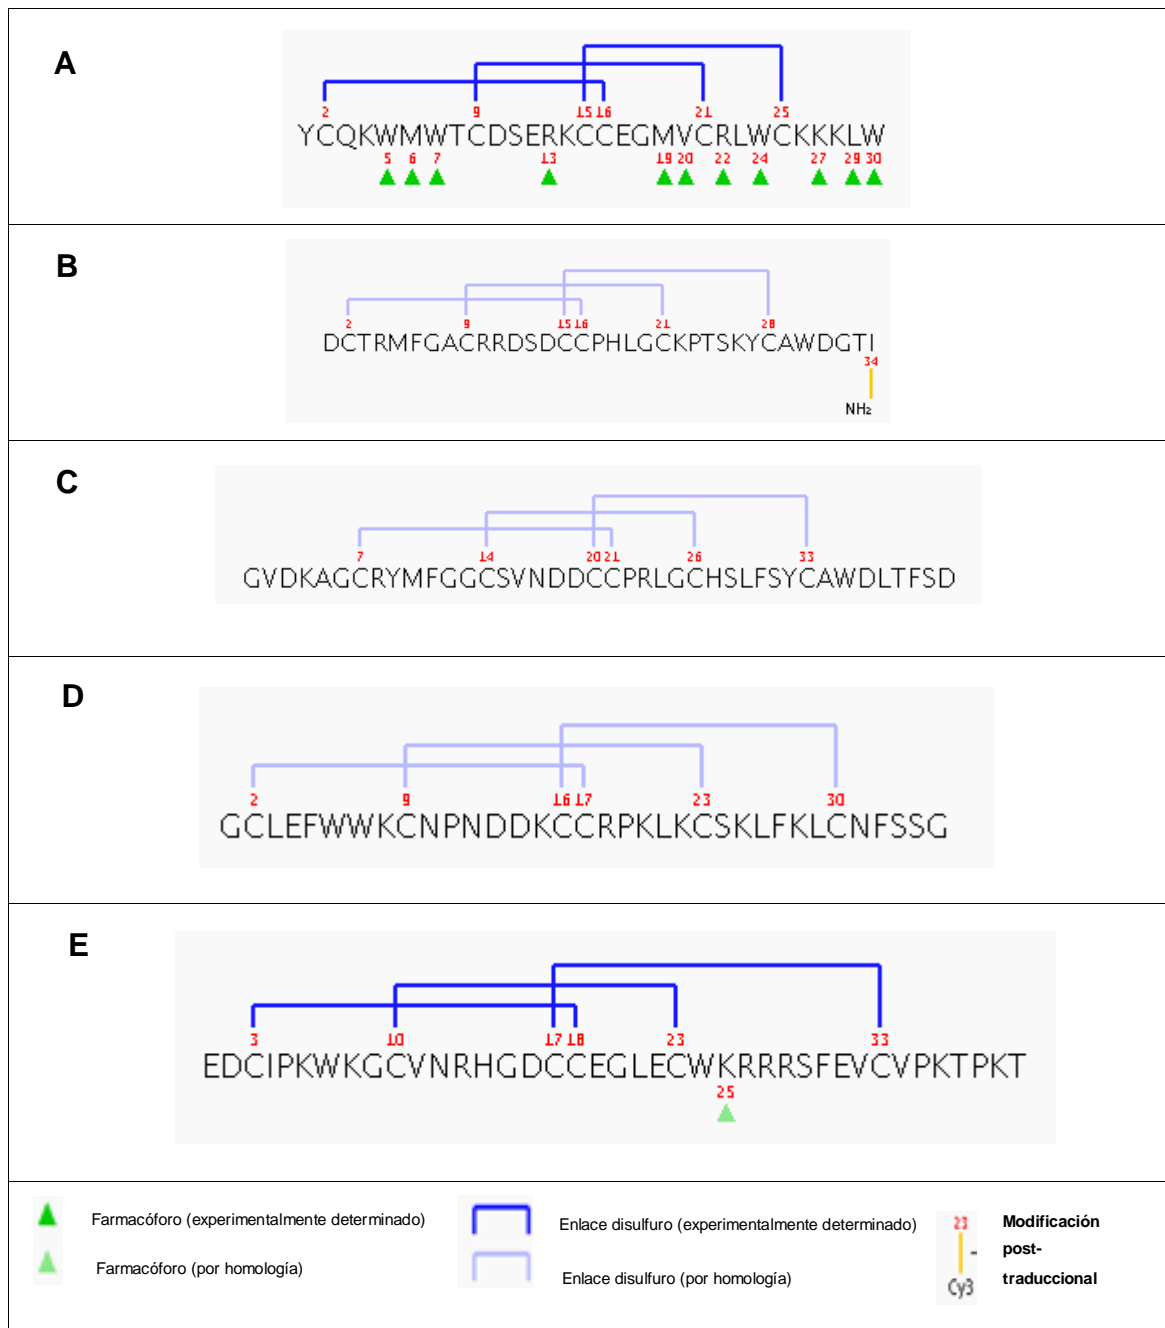 A
2 9 15 16 21 25
YCQKWMWTCDSERKCCEGMVCRLWCKKKLW
5 6 7 13 19 20 22 24 27 29 30
B
2 9 15 16 21 28
DCTRMFGACRRDSDCCPHLGCKPTSKYCAWDGTI
34
NH₂
C
7 14 20 21 26 33
GVDKAGCRYMFGGCSVNDDCCPRLGCHSLFSYCAWDLTFSD
D
2 9 16 17 23 30
GCLEFWWKCNPNDDKCCRPKLKCSKLFKLCNFSSG
E
3 10 17 18 23 33
EDCIPKWKGCVNRHGDCCEGLECWKRRRSFEVCVPKTPKT
25
Farmacóforo (experimentalmente determinado)
Farmacóforo (por homología)
Enlace disulfuro (experimentalmente determinado)
Enlace disulfuro (por homología)
23
Cy3
Modificación
post-
traduccional